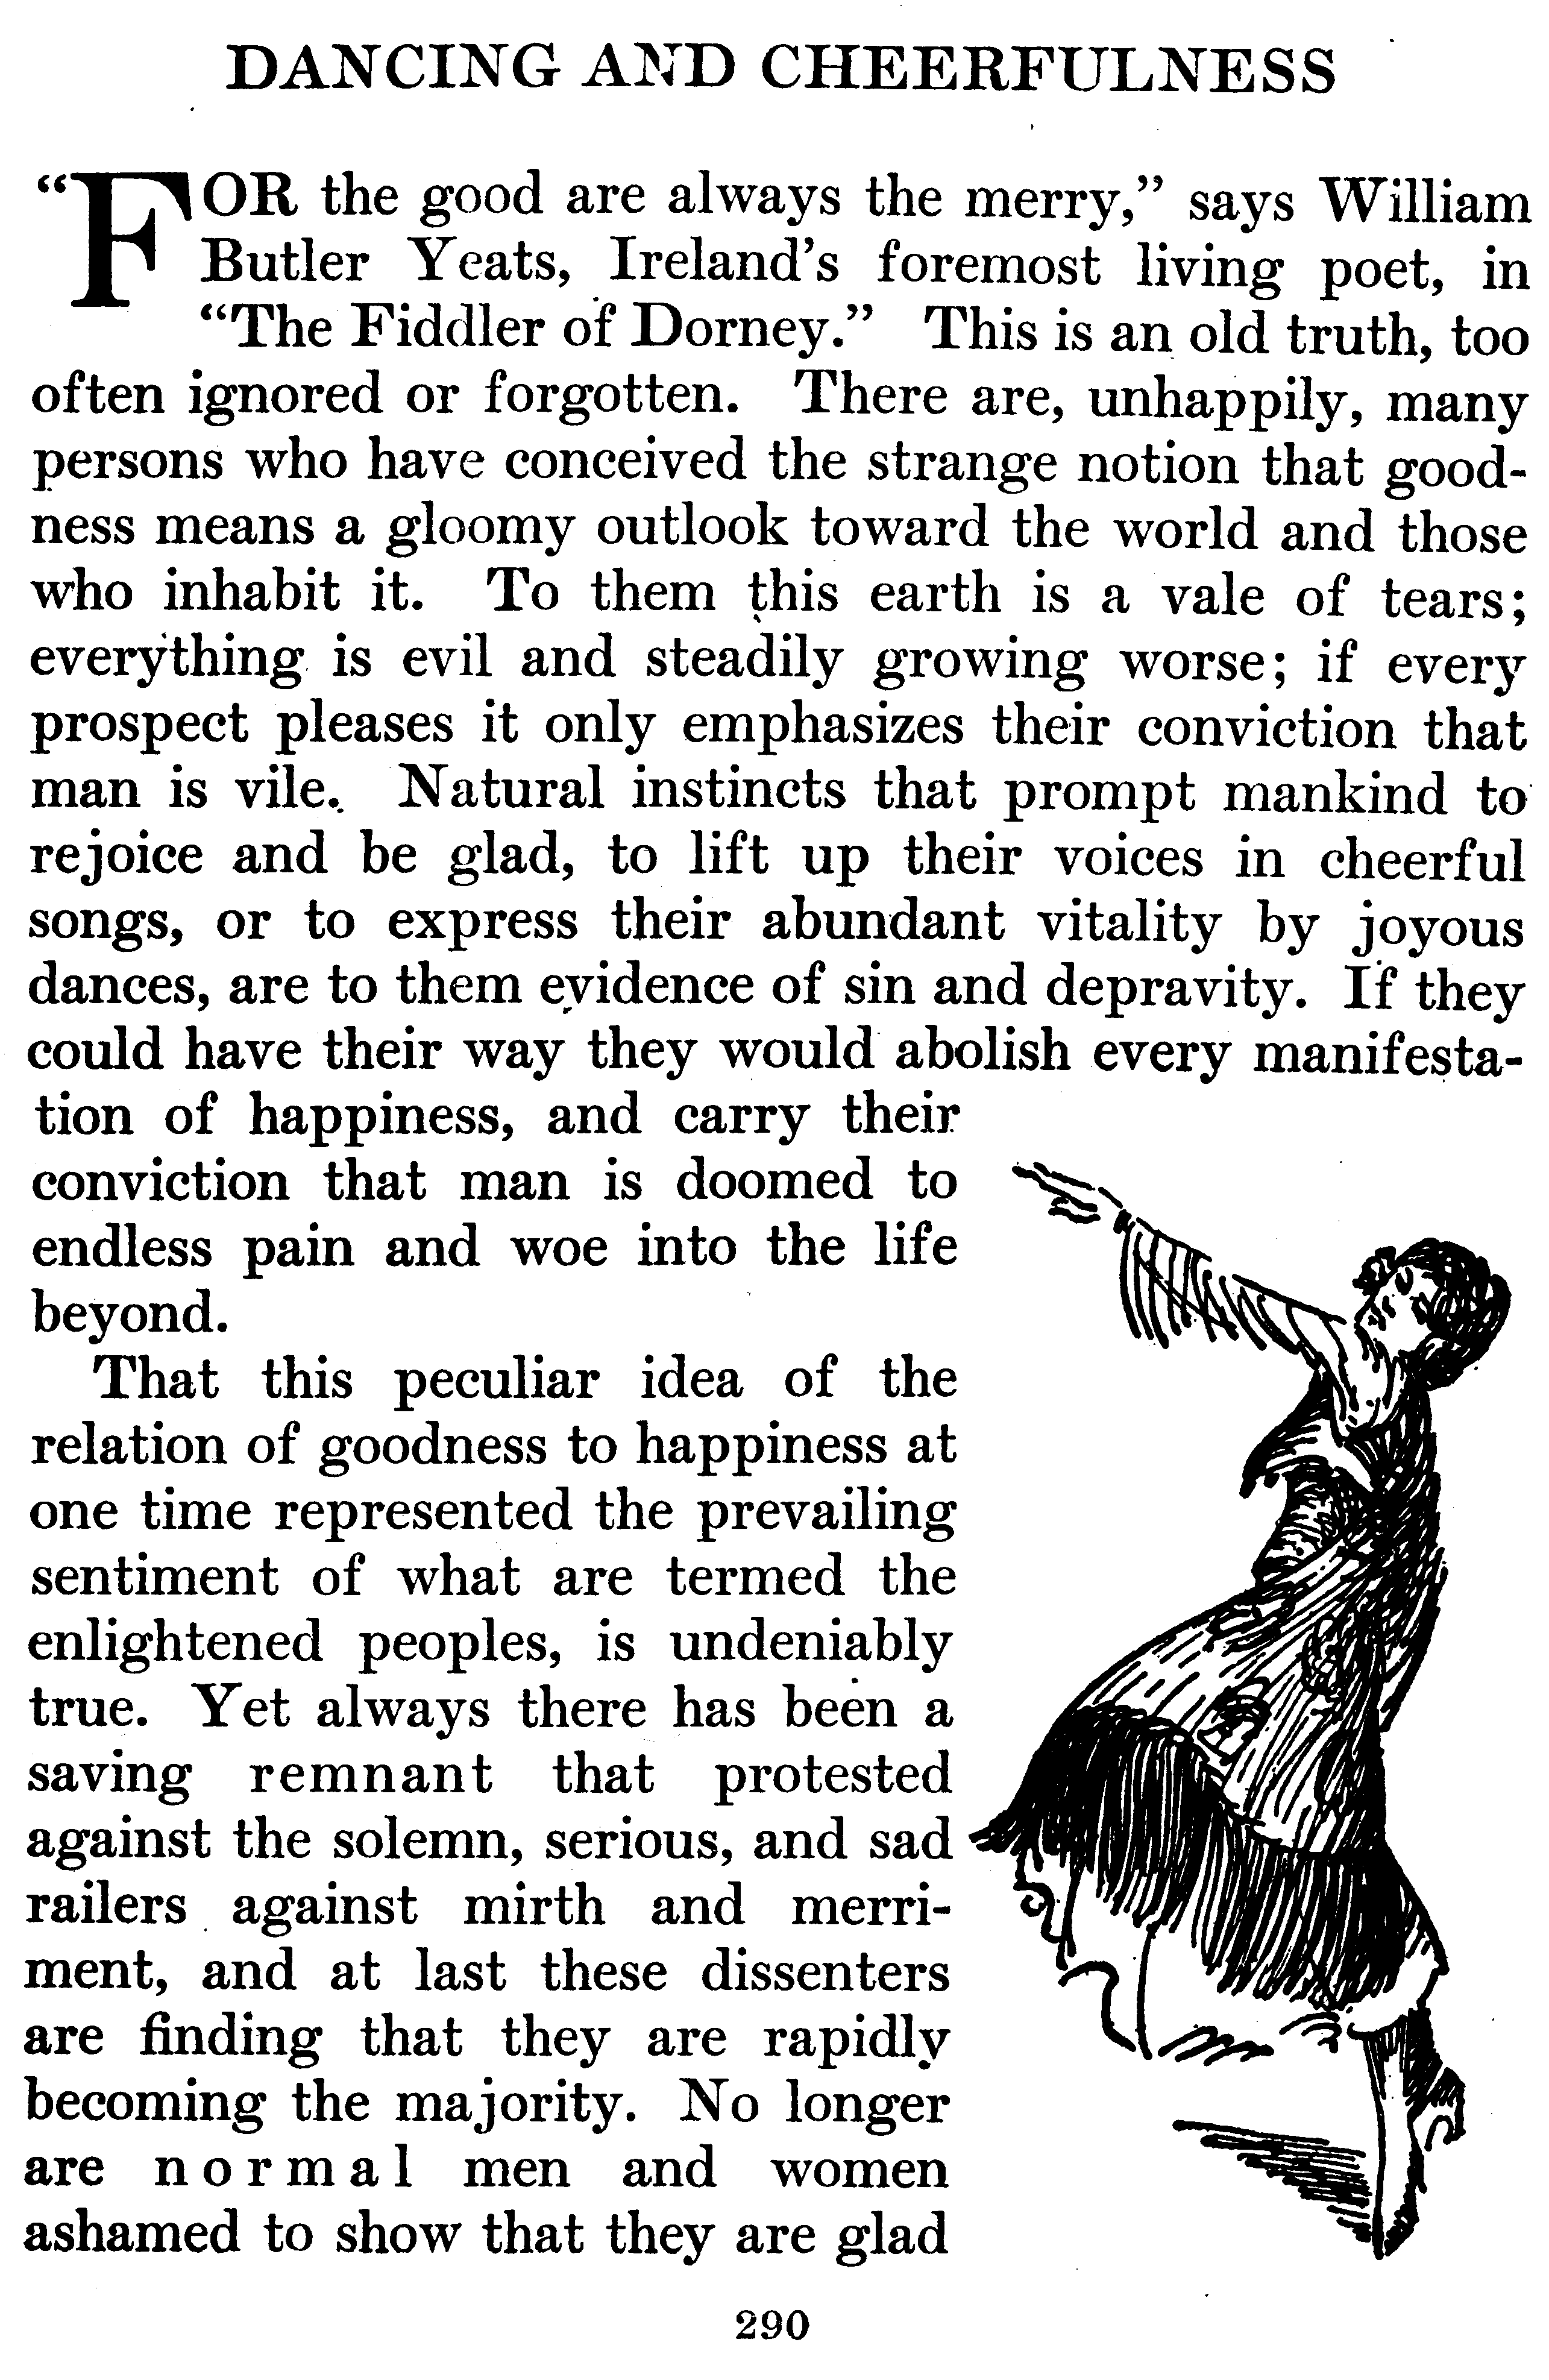 DANCING AND CHEERFULNESS
“FOR the good are always the merry,” says William
Butler Yeats, Ireland’s foremost living poet, in
“The Fiddler of Dorney.” This is an old truth, too
often ignored or forgotten. There are, unhappily, many
persons who have conceived the strange notion that good-
ness means a gloomy outlook toward the world and those
who inhabit it. To them this earth is a vale of tears;
everything is evil and steadily growing worse; if every
prospect pleases it only emphasizes their conviction that
man is vile. Natural instincts that prompt mankind to
rejoice and be glad, to lift up their voices in cheerful
songs, or to express their abundant vitality by joyous
dances, are to them evidence of sin and depravity. If they
could have their way they would abolish every manifesta-
tion of happiness, and carry their
conviction that man is doomed to
endless pain and woe into the life
beyond.
That this peculiar idea of the
relation of goodness to happiness at
one time represented the prevailing
sentiment of what are termed the
enlightened peoples, is undeniably
true. Yet always there has been a
saving remnant that protested
against the solemn, serious, and sad
railers against mirth and merri-
ment, and at last these dissenters
are finding that they are rapidly
becoming the majority. No longer
are normal men and women
ashamed to show that they are glad
290